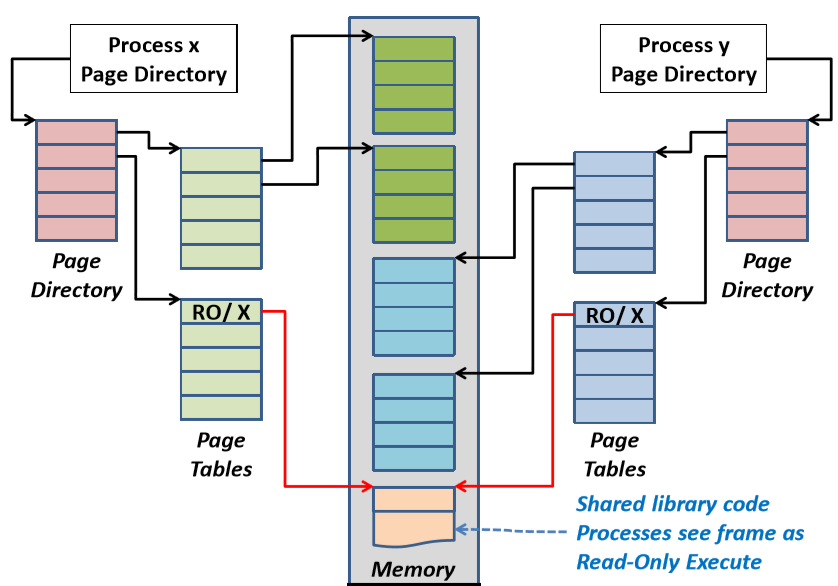 Process x
Page Directory
Process y
Page Directory
Page
Directory
Page
Directory
RO/ X
RO/ X
Page
Tables
Page
Tables
Shared library code
Processes see frame as
Read-Only Execute
Memory